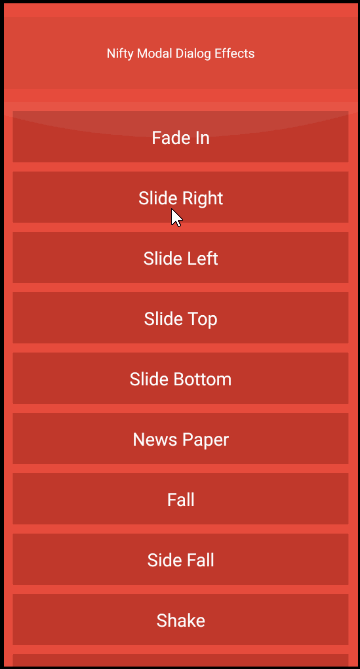 Nifty Modal Dialog Effects
Fade In
Slide Right
Slide Left
Slide Top
Slide Bottom
News Paper
Fall
Side Fall
Shake